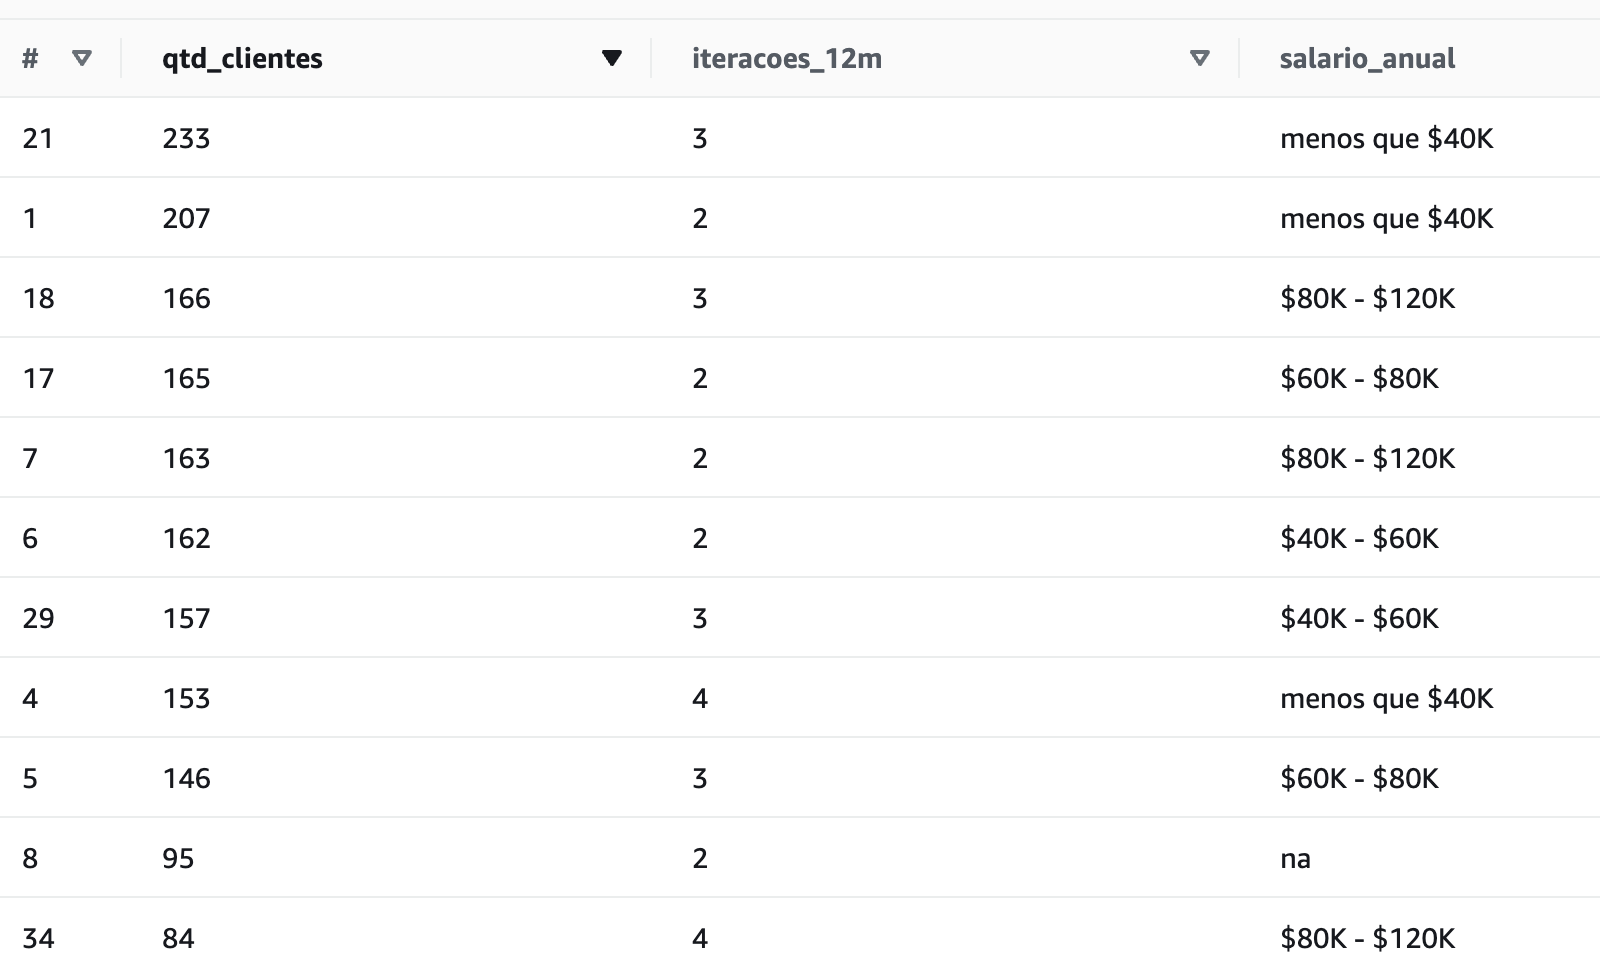 # qtd_clientes iteracoes_12m salario_anual
21 233 3 menos que $40K
1 207 2 menos que $40K
18 166 3 $80K - $120K
17 165 2 $60K - $80K
7 163 2 $80K - $120K
6 162 2 $40K - $60K
29 157 3 $40K - $60K
4 153 4 menos que $40K
5 146 3 $60K - $80K
8 95 2 na
34 84 4 $80K - $120K